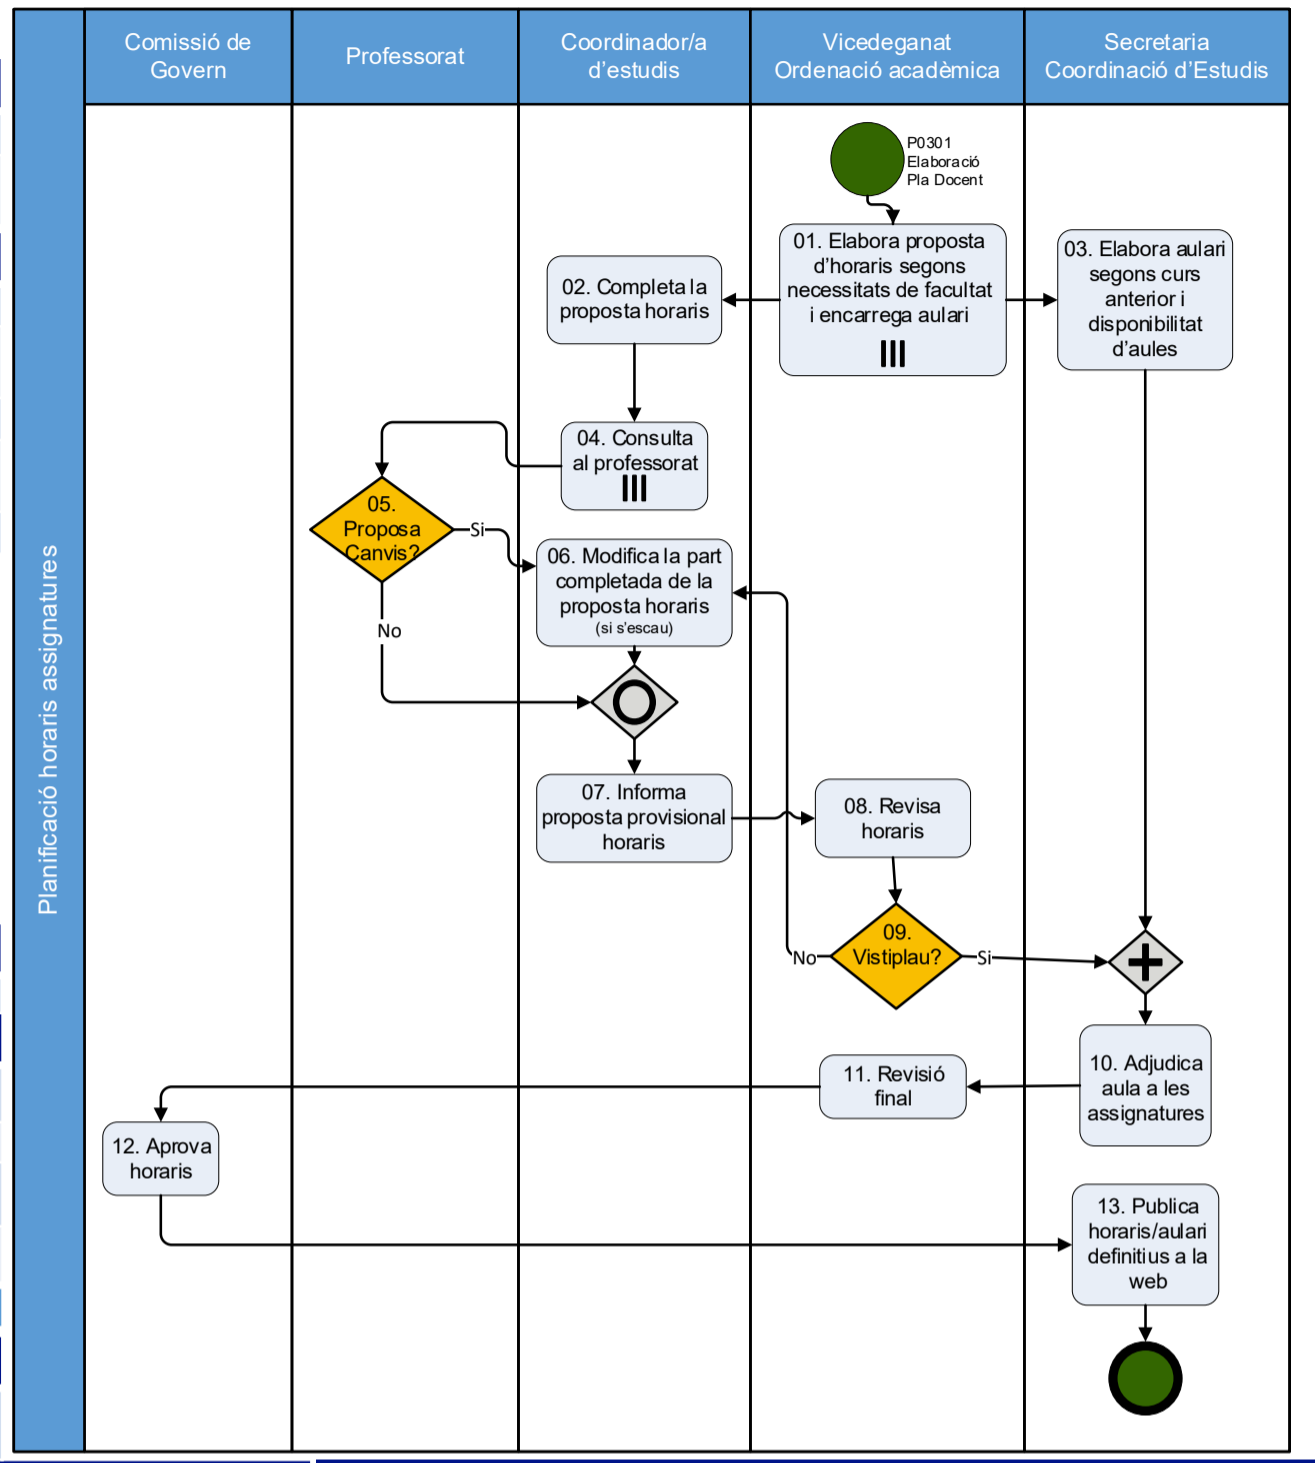 Comissió de
Govern
Professorat
Coordinador/a
d'estudis
Vicedeganat
Ordenació acadèmica
Secretaria
Coordinació d'Estudis
Planificació horaris assignatures
P0301
Elaboració
Pla Docent
01. Elabora proposta
d'horaris segons
necessitats de facultat
i encarrega aulari
02. Completa la
proposta horaris
03. Elabora aulari
segons curs
anterior i
disponibilitat
d'aules
04. Consulta
al professorat
05.
Proposa
Canvis?
Si
No
06. Modifica la part
completada de la
proposta horaris
(si s'escau)
07. Informa
proposta provisional
horaris
08. Revisa
horaris
09.
Vistiplau?
No
Si
10. Adjudica
aula a les
assignatures
11. Revisió
final
12. Aprova
horaris
13. Publica
horaris/aulari
definitius a la
web